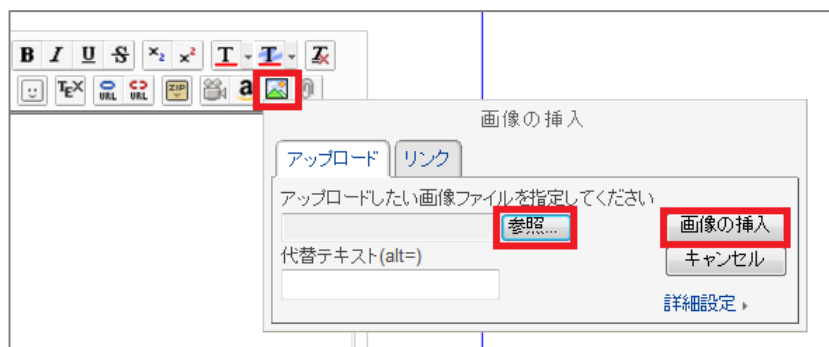 B I U S ×₂ ×² T T T
TEX URL URL ZIP a
画像の挿入
アップロード リンク
アップロードしたい画像ファイルを指定してください
参照... 画像の挿入
代替テキスト(alt=) キャンセル
詳細設定